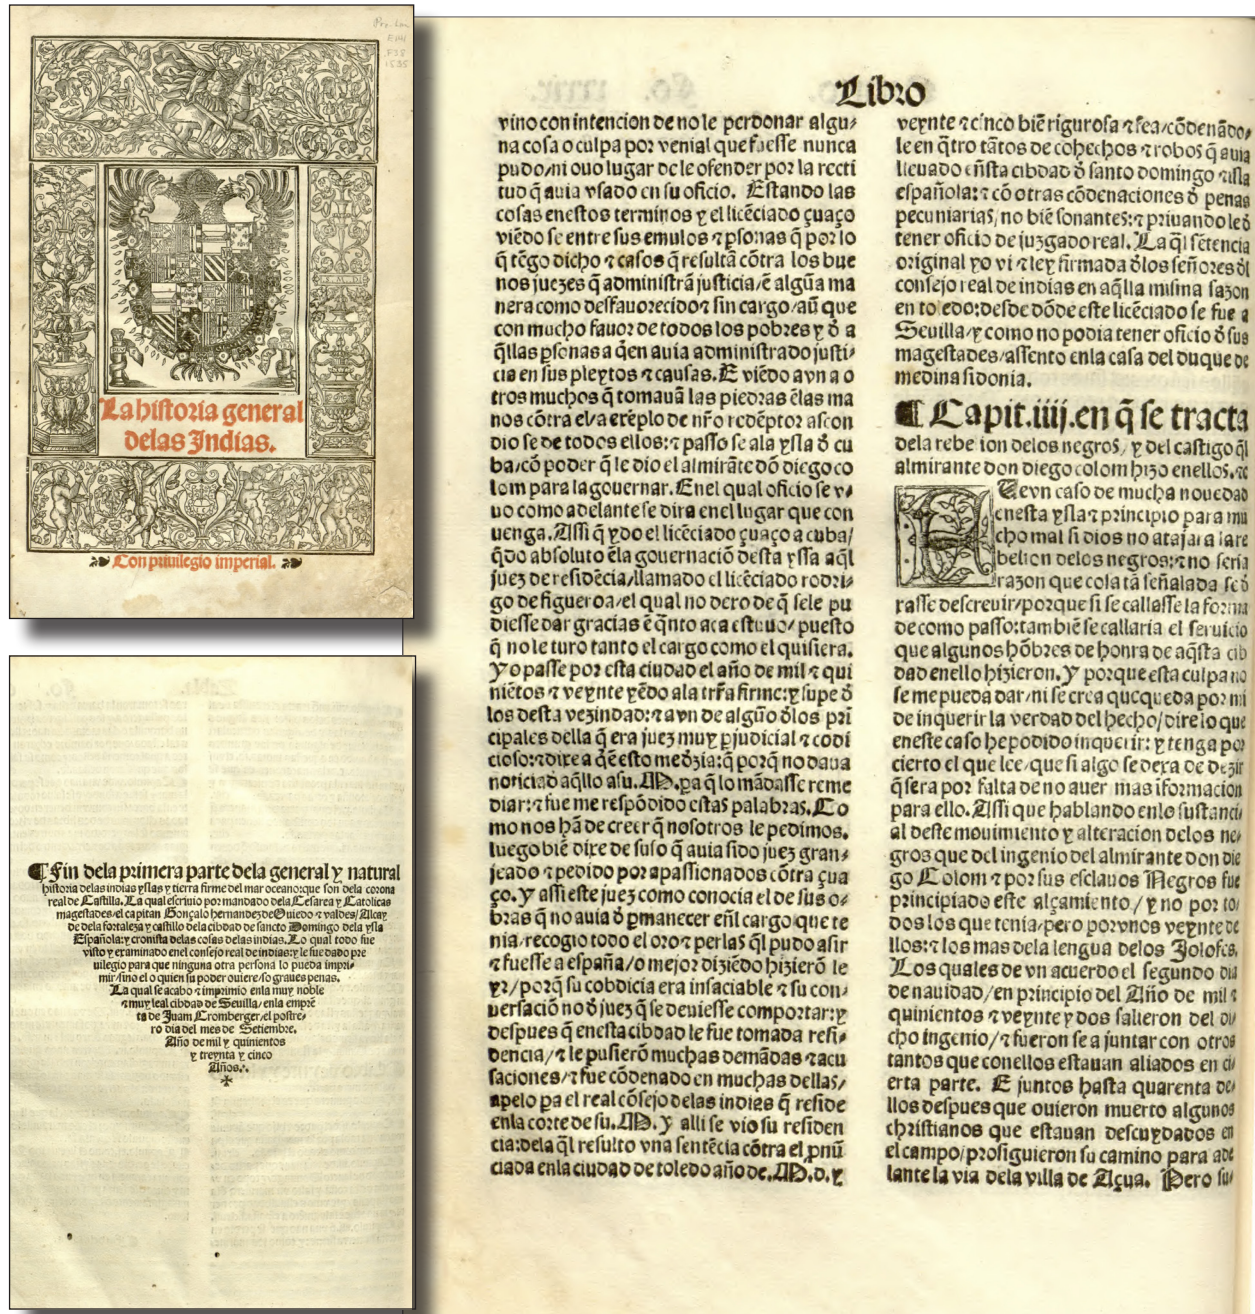 La historia general
delas Indias.
Con priuilegio imperial.
¶ Fin dela primera parte dela general y natural
historia delas indias yslas y tierra firme del mar oceano:que son dela corona
real de Castilla. La qual escriuio por mandado dela Cesarea y Catolicas
magestades/el capitan Gonçalo hernandez de Ouiedo ⁊ valdes/Alcay
de dela fortaleza y castillo dela cibdad de sancto Domingo dela ysla
Española:y cronista delas cosas delas indias. Lo qual todo fue
visto y examinado enel consejo real de indias:y le fue dado pre
uilegio para que ninguna otra persona lo pueda impri⸗
mir/sino el o quien su poder ouiere/so graues penas.
La qual se acabo ⁊ imprimio enla muy noble
⁊ muy leal cibdad de Seuilla/enla emprē
ta de Juam Cromberger/el postre⸗
ro dia del mes de Setiembre.
Año de mil y quinientos
y treynta y cinco
Años.
Libro
vino con intencion de no le perdonar algu⸗
na cosa o culpa por venial que fuesse nunca
pudo/ni ouo lugar de le ofender por la recti
tud q̄ auia vsado en su oficio. Estando las
cosas enestos terminos y el licēciado çuaço
viēdo se entre sus emulos ⁊ psonas q̄ por lo
q̄ tēgo dicho ⁊ casos q̄ resultā cōtra los bue
nos juezes q̄ administrā justicia/ē algūa ma
nera como desfauorecido⁊ sin cargo/aū que
con mucho fauor de todos los pobres y d̄ a
q̄llas psonas a q̄en auia administrado justi⸗
cia en sus pleytos ⁊ causas. E viēdo avn a o
tros muchos q̄ tomauā las piedras ēlas ma
nos cōtra el/a exēplo de nr̄o redēptor ascon
dio se de todos ellos:⁊ passo se ala ysla d̄ cu
ba/cō poder q̄ le dio el almirāte dō diego co
lom para la gouernar. Enel qual oficio se v⸗
uo como adelante se dira enel lugar que con
uenga. Assi q̄ ydo el licēciado çuaço a cuba/
q̄do absoluto ēla gouernaciō desta ysla aq̄l
juez de residēcia/llamado el licēciado rodri⸗
go de figueroa/el qual no dexo de q̄ sele pu
diesse dar gracias ē q̄nto aca estuuo/ puesto
q̄ no le turo tanto el cargo como el quisiera.
Yo passe por esta ciudad el año de mil ⁊ qui
niētos ⁊ veynte yēdo ala trr̄a firme:y supe d̄
los desta vezindad:⁊ avn de algūo d̄los pri
cipales della q̄ era juez muy pjudicial ⁊ codi
cioso:⁊ dixe a q̄ēesto me dzia:q̄ porq̄ no daua
noticia d aq̄llo a su. M. pa q̄ lo mādasse reme
diar:⁊ fue me respōdido estas palabras. Co
mo nos hā de creer q̄ nosotros le pedimos.
luego biē dixe de suso q̄ auia sido juez gran⸗
jeado ⁊ pedido por apassionados cōtra çua
ço. y assi este juez como conocia el de sus o⸗
bras q̄ no auia d̄ pmanecer eñl cargo que te
nia/recogio todo el oro ⁊ perlas q̄l pudo asir
⁊ fuesse a españa/o mejor diziēdo hizierō le
yr/porq̄ su cobdicia era insaciable ⁊ su con⸗
uersació no d̄ juez q̄ se deuiesse comportar:y
despues q̄ enesta cibdad le fue tomada resi⸗
dencia/⁊ le pusierō muchas demādas ⁊acu
saciones/⁊ fue cōdenado en muchas dellas/
apelo pa el real cōsejo delas indias q̄ reside
enla corte de su. M. y alli se vio su residen
cia:dela q̄l resulto vna sentēcia cōtra el pnū
ciada enla ciudad de toledo año de. M.d. y
veynte ⁊ cinco biē rigurosa ⁊ fea/cōdenādo⸗
le en q̄tro tātos de cohechos ⁊ robos q̄ auia
lleuado eñsta cibdad d̄ santo domingo ⁊ isla
española:⁊ cō otras cōdenaciones d̄ penas
pecuniarias/no biē sonantes:⁊ priuando le d̄
tener oficio de juzgado real. La q̄l sētencia
original yo vi ⁊ ley firmada d̄los señores d̄l
consejo real de indias en aq̄lla misma sazon
en toledo:desde dōde este licēciado se fue a
Seuilla/y como no podia tener oficio d̄ sus
magestades/assento enla casa del duque de
medina sidonia.
¶ Capit.iiij.en q̄ se tracta
dela rebelion delos negros, y del castigo q̄l
almirante don diego colom hizo enellos.⁊c
Fue vn caso de mucha nouedad
enesta ysla⁊ principio para mu
cho mal si dios no atajara la re
belion delos negros:⁊ no seria
razon que cosa tā señalada se d̄
xasse descreuir/porque si se callasse la forma
de como passo:tambiē se callaria el seruicio
que algunos hōbres de honra de aq̄sta cib
dad enello hizieron. Y porque esta culpa no
se me pueda dar/ni se crea que queda por mi
de inquerir la verdad del hecho/dire lo que
eneste caso he podido inquerir: y tenga por
cierto el que lee/que si algo se dexa de dezir
q̄ sera por falta de no auer mas iformacion
para ello. Assi que hablando enlo sustanci⸗
al deste mouimiento y alteracion delos ne⸗
gros que del ingenio del almirante don die
go Colom ⁊ por sus esclauos Negros fue
principiado este alçamiento/ y no por to⸗
dos los que tenia/pero por vnos veynte de
llos:⁊ los mas dela lengua delos Jolofes.
Los quales de vn acuerdo el segundo dia
de nauidad/en principio del Año de mil ⁊
quinientos ⁊ veynte y dos salieron del di⸗
cho ingenio/⁊ fueron se a juntar con otros
tantos que conellos estauan aliados en ci⸗
erta parte. E juntos hasta quarenta de⸗
llos despues que ouieron muerto algunos
christianos que estauan descuydados en
el campo/prosiguieron su camino para ade
lante la via dela villa de Açua. Pero su⸗